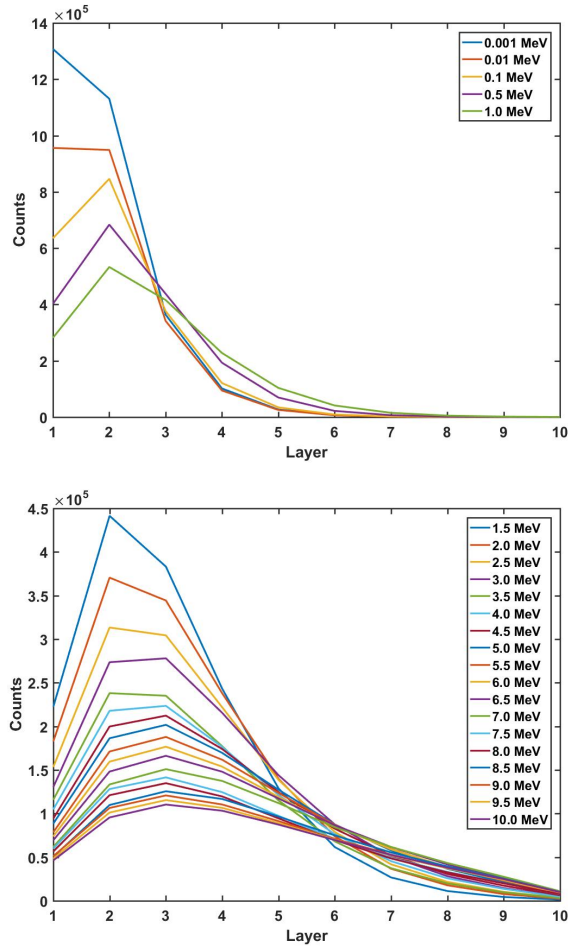 ×10⁵
14
12
10
8
6
4
2
0
Counts
1 2 3 4 5 6 7 8 9 10
Layer
0.001 MeV
0.01 MeV
0.1 MeV
0.5 MeV
1.0 MeV
×10⁵
4.5
4
3.5
3
2.5
2
1.5
1
0.5
0
Counts
1 2 3 4 5 6 7 8 9 10
Layer
1.5 MeV
2.0 MeV
2.5 MeV
3.0 MeV
3.5 MeV
4.0 MeV
4.5 MeV
5.0 MeV
5.5 MeV
6.0 MeV
6.5 MeV
7.0 MeV
7.5 MeV
8.0 MeV
8.5 MeV
9.0 MeV
9.5 MeV
10.0 MeV